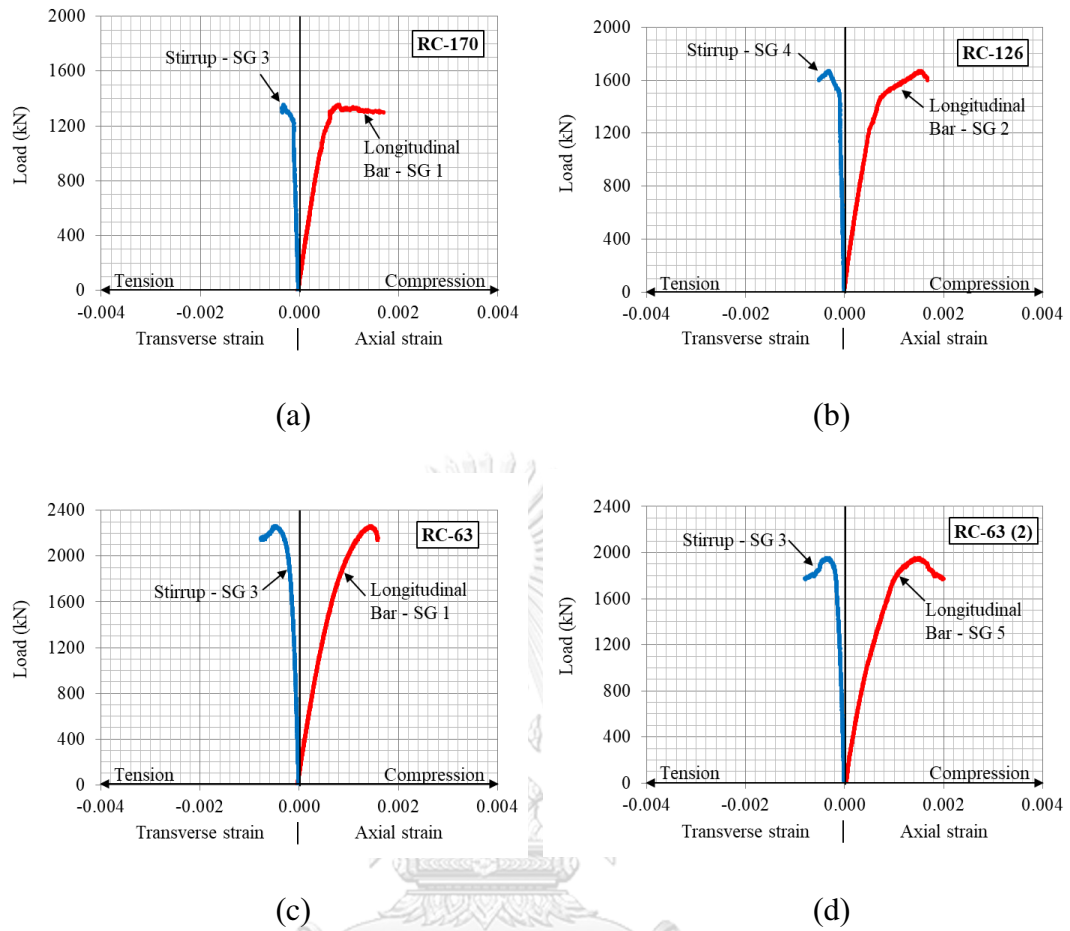 2000
1600
1200
800
400
0
Load (kN)
RC-170
Stirrup - SG 3
Longitudinal
Bar - SG 1
Tension
Compression
-0.004 -0.002 0.000 0.002 0.004
Transverse strain | Axial strain
(a)
2000
1600
1200
800
400
0
Load (kN)
RC-126
Stirrup - SG 4
Longitudinal
Bar - SG 2
Tension
Compression
-0.004 -0.002 0.000 0.002 0.004
Transverse strain | Axial strain
(b)
2400
2000
1600
1200
800
400
0
Load (kN)
RC-63
Stirrup - SG 3
Longitudinal
Bar - SG 1
Tension
Compression
-0.004 -0.002 0.000 0.002 0.004
Transverse strain | Axial strain
(c)
2400
2000
1600
1200
800
400
0
Load (kN)
RC-63 (2)
Stirrup - SG 3
Longitudinal
Bar - SG 5
Tension
Compression
-0.004 -0.002 0.000 0.002 0.004
Transverse strain | Axial strain
(d)